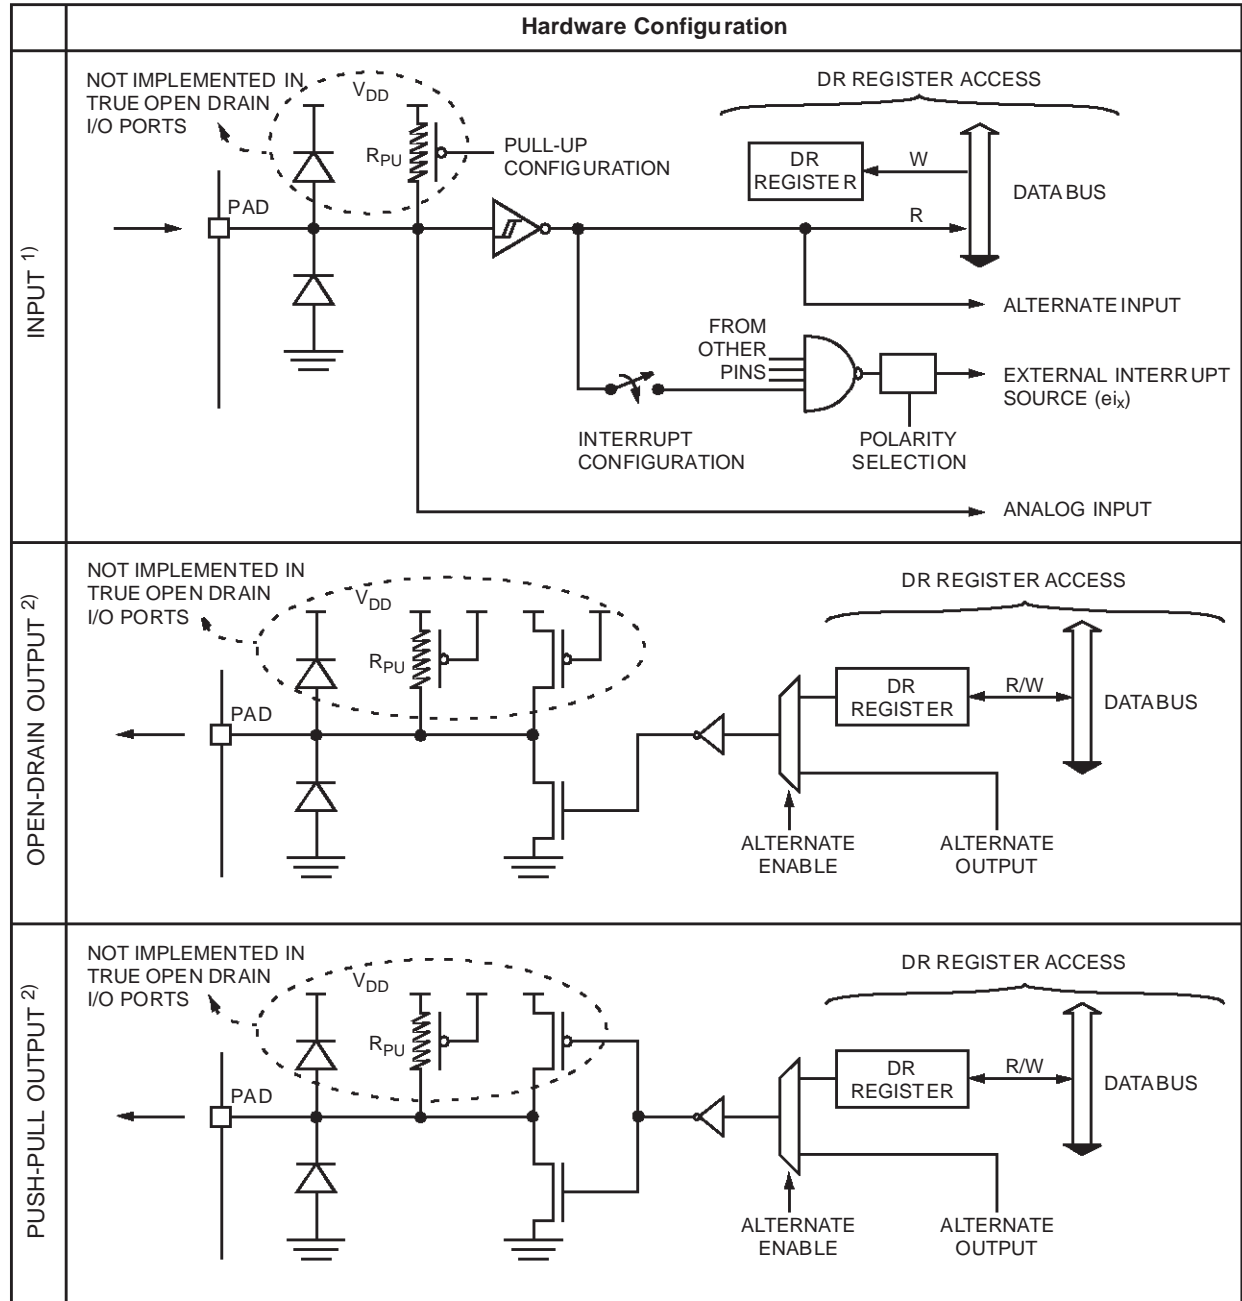 Hardware Configuration
INPUT 1)
NOT IMPLEMENTED IN
TRUE OPEN DRAIN
I/O PORTS
VDD
RPU
PULL-UP
CONFIGURATION
PAD
DR REGISTER ACCESS
DR
REGISTER
W
R
DATA BUS
ALTERNATE INPUT
FROM
OTHER
PINS
EXTERNAL INTERRUPT
SOURCE (eix)
INTERRUPT
CONFIGURATION
POLARITY
SELECTION
ANALOG INPUT
OPEN-DRAIN OUTPUT 2)
NOT IMPLEMENTED IN
TRUE OPEN DRAIN
I/O PORTS
VDD
RPU
PAD
DR REGISTER ACCESS
DR
REGISTER
R/W
DATA BUS
ALTERNATE
ENABLE
ALTERNATE
OUTPUT
PUSH-PULL OUTPUT 2)
NOT IMPLEMENTED IN
TRUE OPEN DRAIN
I/O PORTS
VDD
RPU
PAD
DR REGISTER ACCESS
DR
REGISTER
R/W
DATA BUS
ALTERNATE
ENABLE
ALTERNATE
OUTPUT